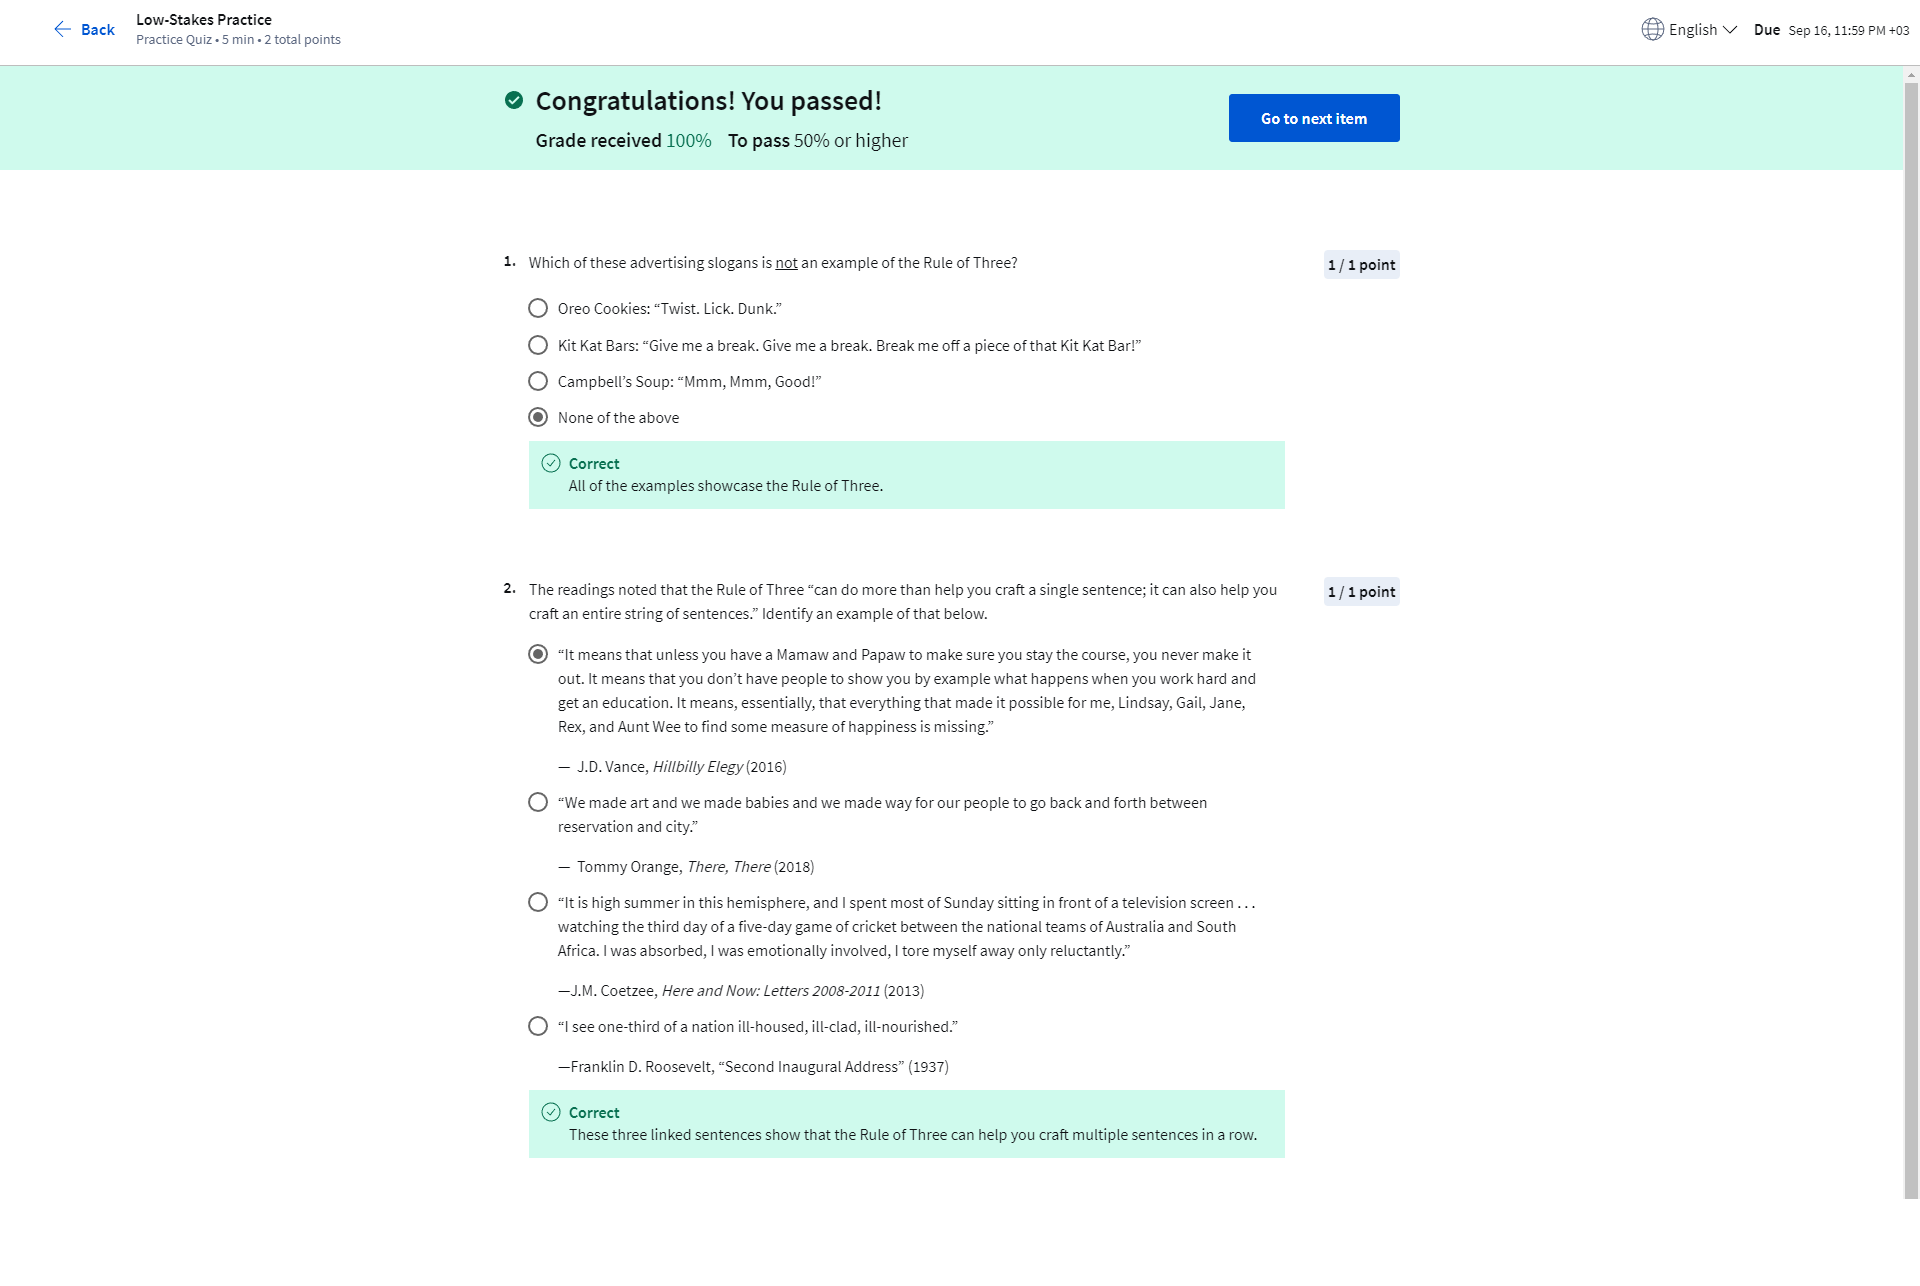 Back
Low-Stakes Practice
Practice Quiz • 5 min • 2 total points
English
Due Sep 16, 11:59 PM +03
Congratulations! You passed!
Grade received 100% To pass 50% or higher
Go to next item
1. Which of these advertising slogans is not an example of the Rule of Three?
1 / 1 point
Oreo Cookies: “Twist. Lick. Dunk.”
Kit Kat Bars: “Give me a break. Give me a break. Break me off a piece of that Kit Kat Bar!”
Campbell’s Soup: “Mmm, Mmm, Good!”
None of the above
Correct
All of the examples showcase the Rule of Three.
2. The readings noted that the Rule of Three “can do more than help you craft a single sentence; it can also help you
craft an entire string of sentences.” Identify an example of that below.
1 / 1 point
“It means that unless you have a Mamaw and Papaw to make sure you stay the course, you never make it
out. It means that you don’t have people to show you by example what happens when you work hard and
get an education. It means, essentially, that everything that made it possible for me, Lindsay, Gail, Jane,
Rex, and Aunt Wee to find some measure of happiness is missing.”
— J.D. Vance, Hillbilly Elegy (2016)
“We made art and we made babies and we made way for our people to go back and forth between
reservation and city.”
— Tommy Orange, There, There (2018)
“It is high summer in this hemisphere, and I spent most of Sunday sitting in front of a television screen . . .
watching the third day of a five-day game of cricket between the national teams of Australia and South
Africa. I was absorbed, I was emotionally involved, I tore myself away only reluctantly.”
—J.M. Coetzee, Here and Now: Letters 2008-2011 (2013)
“I see one-third of a nation ill-housed, ill-clad, ill-nourished.”
—Franklin D. Roosevelt, “Second Inaugural Address” (1937)
Correct
These three linked sentences show that the Rule of Three can help you craft multiple sentences in a row.